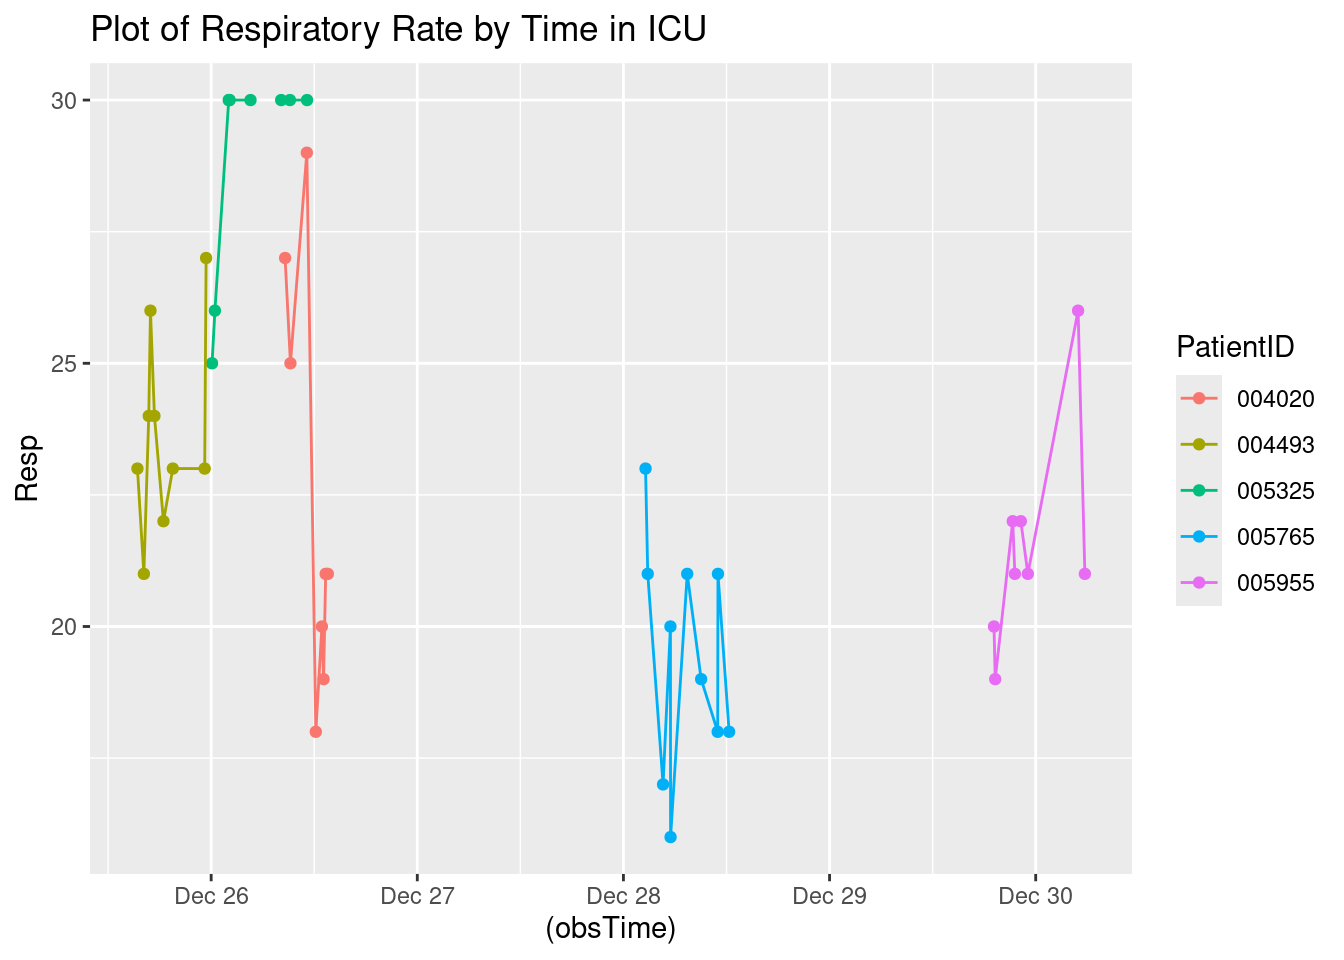 Plot of Respiratory Rate by Time in ICU
30
25
20
Resp
Dec 26
Dec 27
Dec 28
Dec 29
Dec 30
(obsTime)
PatientID
004020
004493
005325
005765
005955